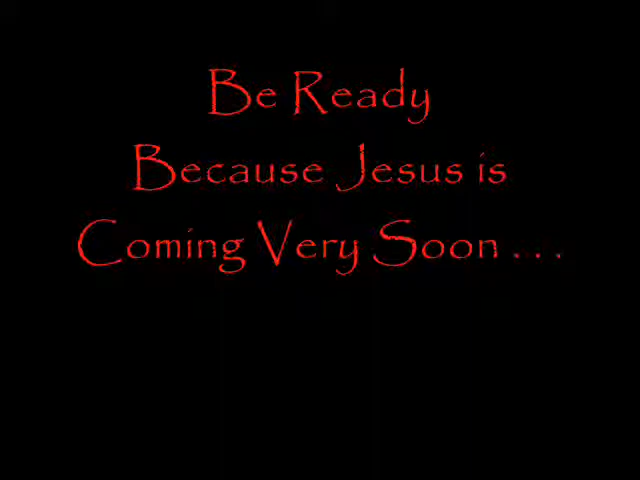 Be Ready
Because Jesus is
Coming Very Soon . . .